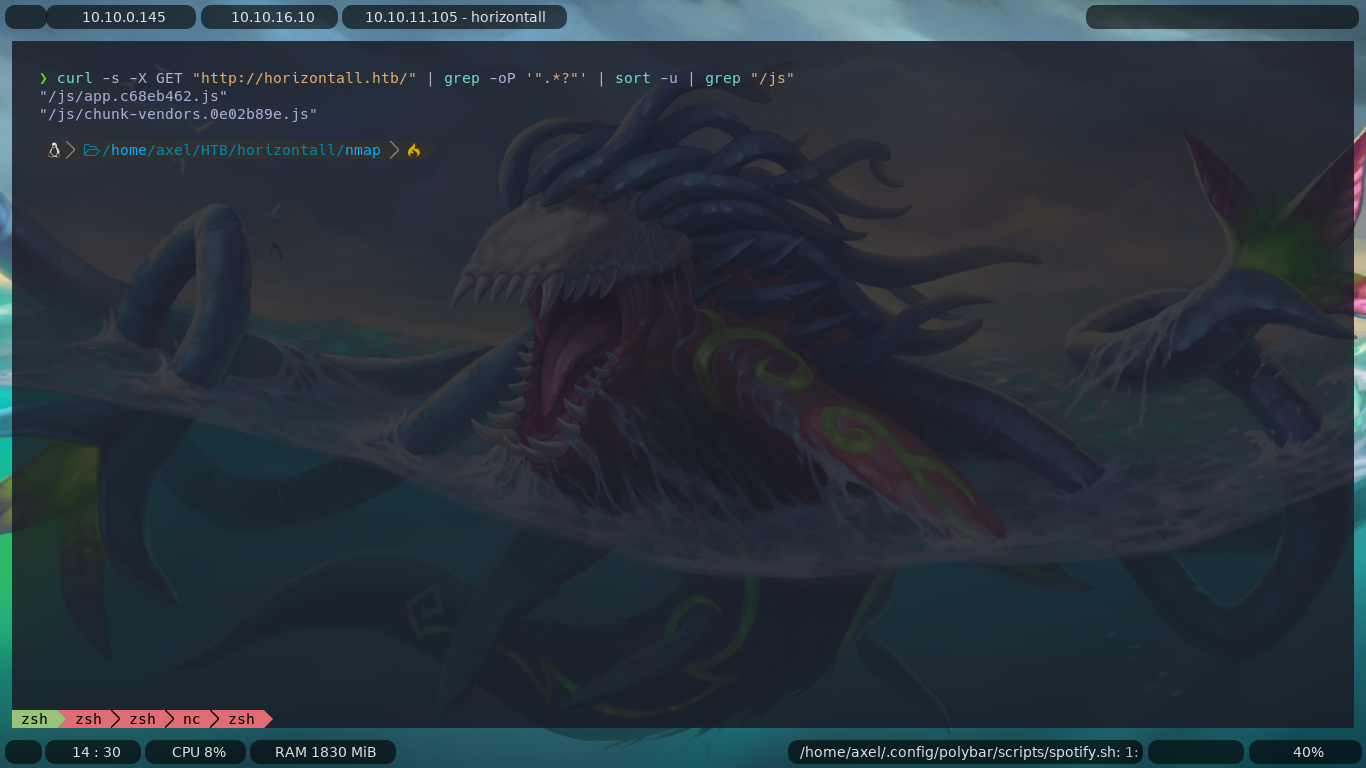 10.10.0.145
10.10.16.10
10.10.11.105 - horizontall
❯ curl -s -X GET "http://horizontall.htb/" | grep -oP '".*?"' | sort -u | grep "/js"
"/js/app.c68eb462.js"
"/js/chunk-vendors.0e02b89e.js"
/home/axel/HTB/horizontall/nmap
zsh zsh zsh nc zsh
14 : 30
CPU 8%
RAM 1830 MiB
/home/axel/.config/polybar/scripts/spotify.sh: 1:
40%